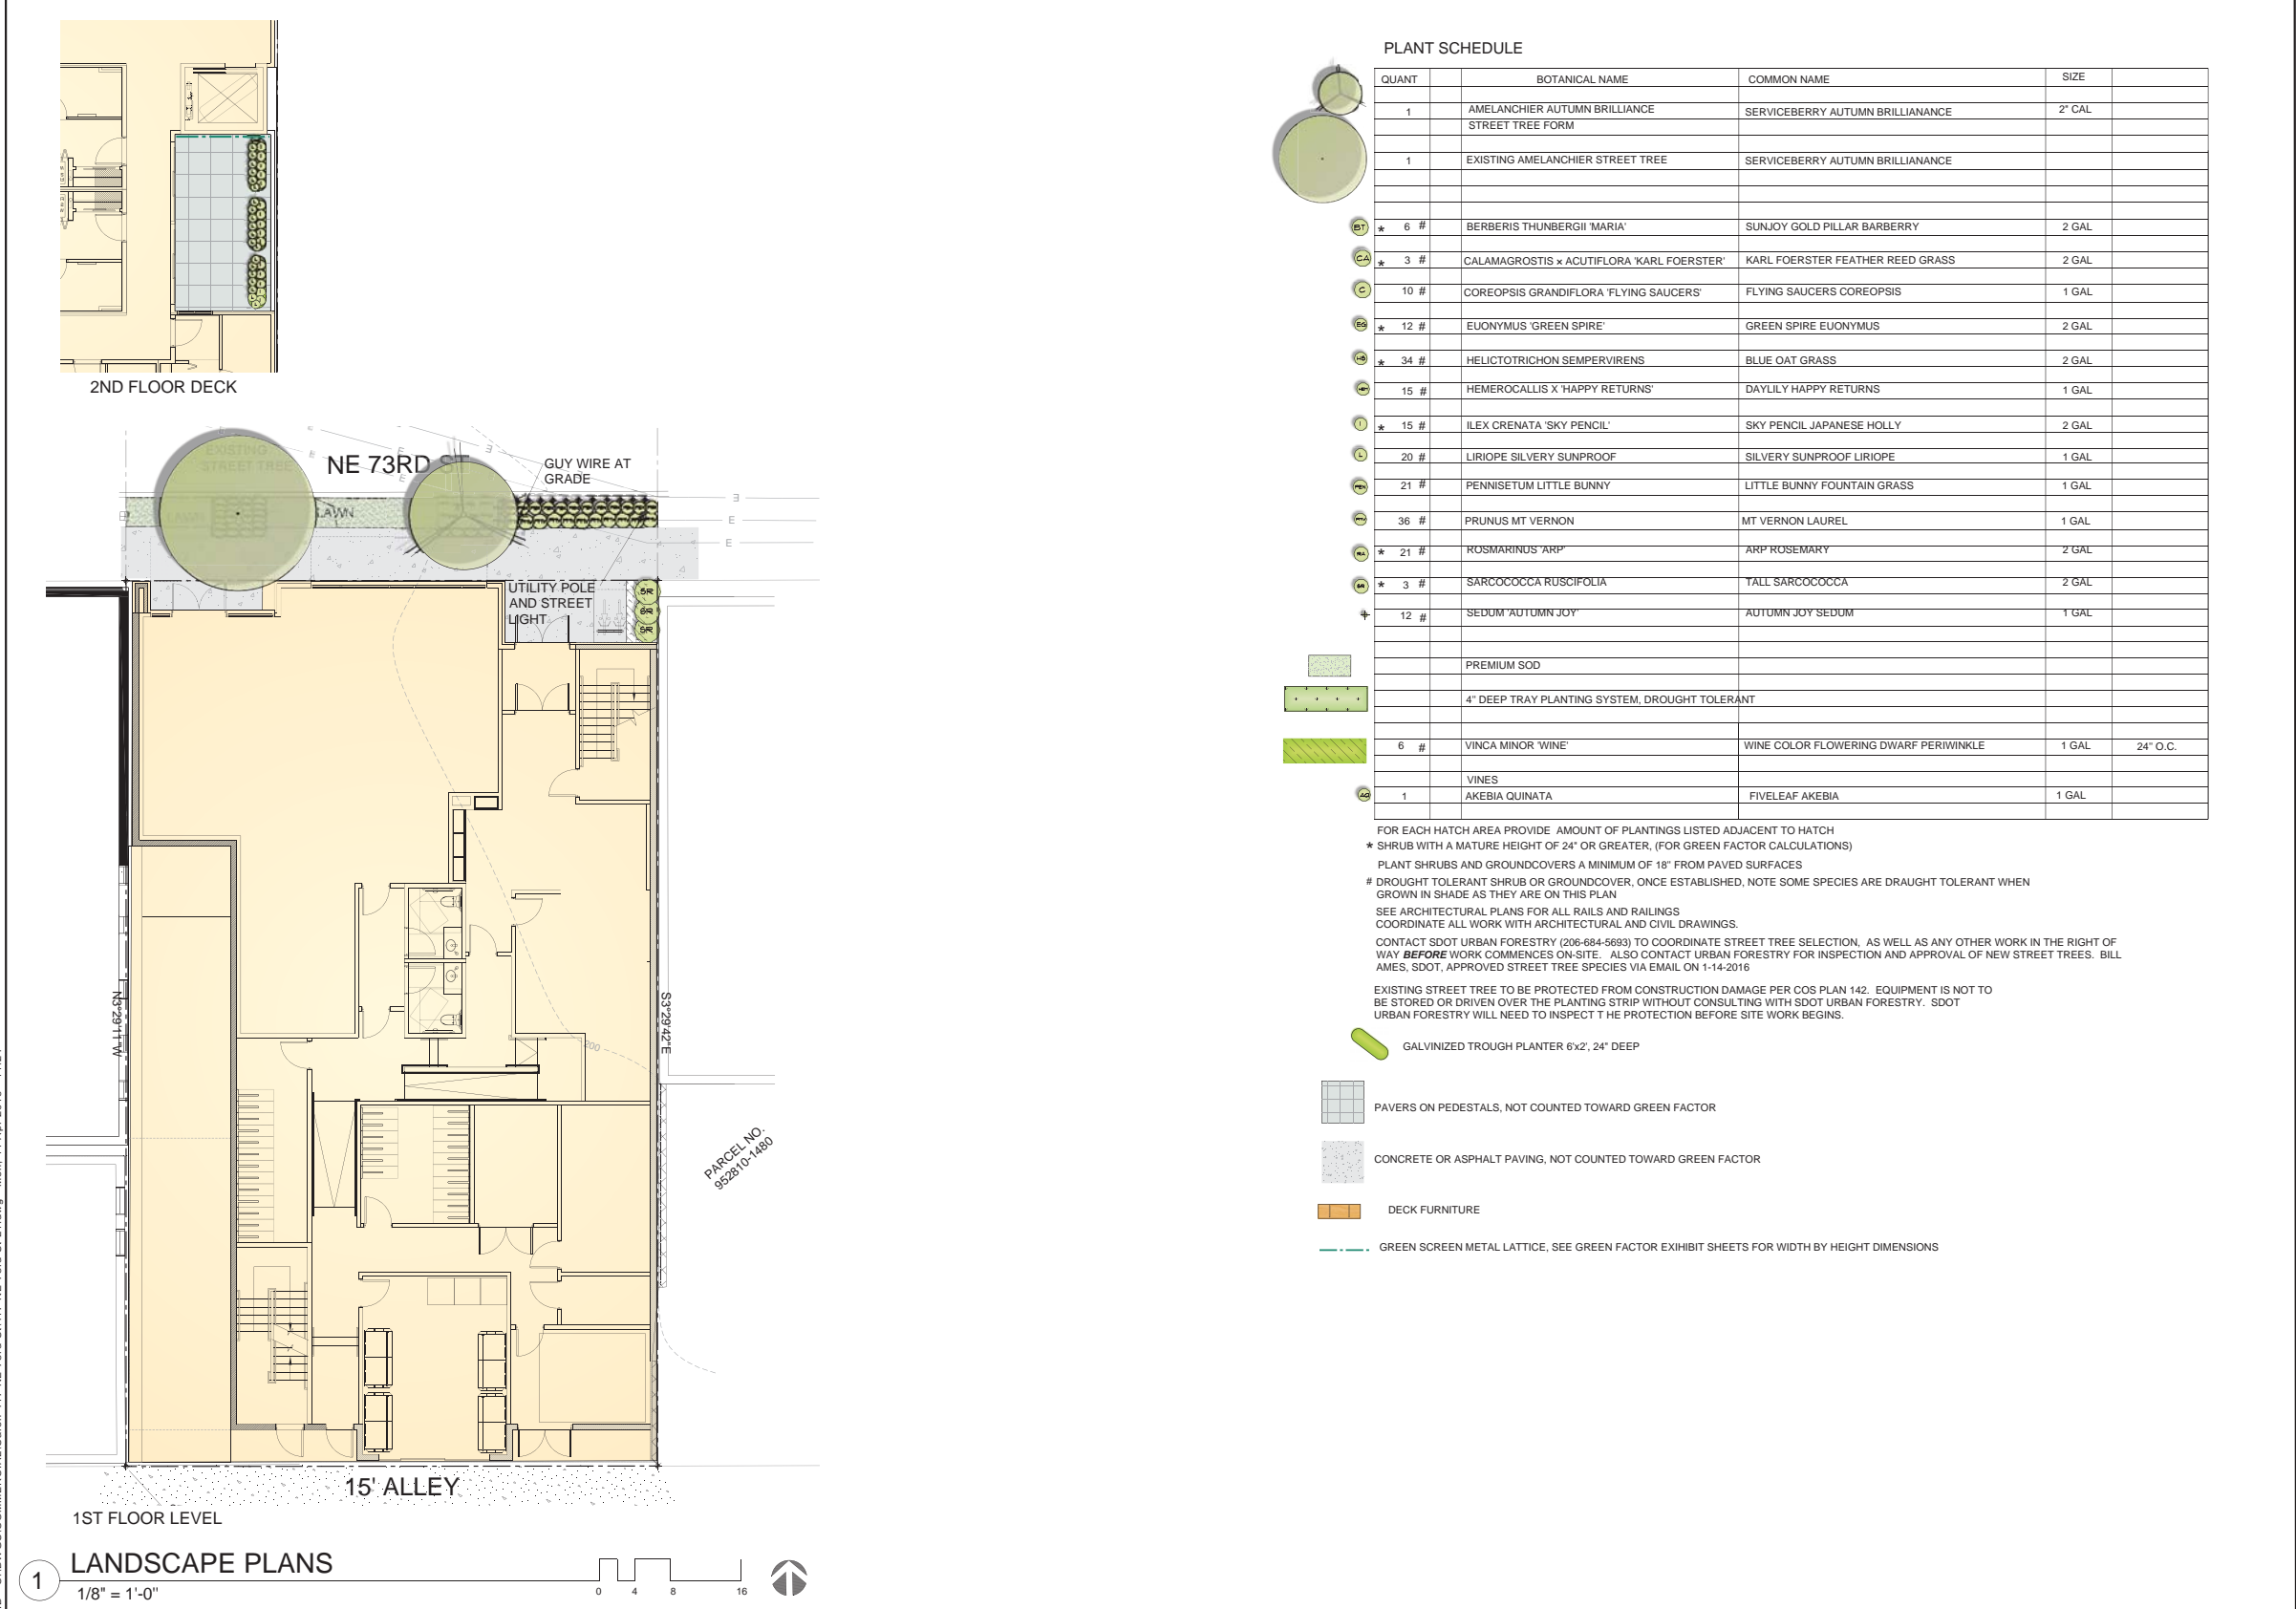 2ND FLOOR DECK
EXISTING
STREET TREE
NE 73RD ST
GUY WIRE AT
GRADE
LAWN
LAWN
E
E
E
E
E
E
UTILITY POLE
AND STREET
LIGHT
SR
SR
SR
N3°29'11"W
S3°29'42"E
200
PARCEL NO.
952810-1480
15' ALLEY
1ST FLOOR LEVEL
1
LANDSCAPE PLANS
1/8" = 1'-0"
0 4 8 16
PLANT SCHEDULE
QUANT BOTANICAL NAME COMMON NAME SIZE
1 AMELANCHIER AUTUMN BRILLIANCE SERVICEBERRY AUTUMN BRILLIANANCE 2" CAL
STREET TREE FORM
1 EXISTING AMELANCHIER STREET TREE SERVICEBERRY AUTUMN BRILLIANANCE
BT * 6 # BERBERIS THUNBERGII 'MARIA' SUNJOY GOLD PILLAR BARBERRY 2 GAL
CA * 3 # CALAMAGROSTIS × ACUTIFLORA 'KARL FOERSTER' KARL FOERSTER FEATHER REED GRASS 2 GAL
C 10 # COREOPSIS GRANDIFLORA 'FLYING SAUCERS' FLYING SAUCERS COREOPSIS 1 GAL
EG * 12 # EUONYMUS 'GREEN SPIRE' GREEN SPIRE EUONYMUS 2 GAL
HS * 34 # HELICTOTRICHON SEMPERVIRENS BLUE OAT GRASS 2 GAL
15 # HEMEROCALLIS X 'HAPPY RETURNS' DAYLILY HAPPY RETURNS 1 GAL
I * 15 # ILEX CRENATA 'SKY PENCIL' SKY PENCIL JAPANESE HOLLY 2 GAL
L 20 # LIRIOPE SILVERY SUNPROOF SILVERY SUNPROOF LIRIOPE 1 GAL
PEN 21 # PENNISETUM LITTLE BUNNY LITTLE BUNNY FOUNTAIN GRASS 1 GAL
36 # PRUNUS MT VERNON MT VERNON LAUREL 1 GAL
RA * 21 # ROSMARINUS 'ARP' ARP ROSEMARY 2 GAL
SR * 3 # SARCOCOCCA RUSCIFOLIA TALL SARCOCOCCA 2 GAL
12 # SEDUM 'AUTUMN JOY' AUTUMN JOY SEDUM 1 GAL
PREMIUM SOD
4" DEEP TRAY PLANTING SYSTEM, DROUGHT TOLERANT
6 # VINCA MINOR 'WINE' WINE COLOR FLOWERING DWARF PERIWINKLE 1 GAL 24" O.C.
VINES
AQ 1 AKEBIA QUINATA FIVELEAF AKEBIA 1 GAL
FOR EACH HATCH AREA PROVIDE AMOUNT OF PLANTINGS LISTED ADJACENT TO HATCH
* SHRUB WITH A MATURE HEIGHT OF 24" OR GREATER, (FOR GREEN FACTOR CALCULATIONS)
PLANT SHRUBS AND GROUNDCOVERS A MINIMUM OF 18" FROM PAVED SURFACES
# DROUGHT TOLERANT SHRUB OR GROUNDCOVER, ONCE ESTABLISHED, NOTE SOME SPECIES ARE DRAUGHT TOLERANT WHEN
GROWN IN SHADE AS THEY ARE ON THIS PLAN
SEE ARCHITECTURAL PLANS FOR ALL RAILS AND RAILINGS
COORDINATE ALL WORK WITH ARCHITECTURAL AND CIVIL DRAWINGS.
CONTACT SDOT URBAN FORESTRY (206-684-5693) TO COORDINATE STREET TREE SELECTION, AS WELL AS ANY OTHER WORK IN THE RIGHT OF
WAY BEFORE WORK COMMENCES ON-SITE. ALSO CONTACT URBAN FORESTRY FOR INSPECTION AND APPROVAL OF NEW STREET TREES. BILL
AMES, SDOT, APPROVED STREET TREE SPECIES VIA EMAIL ON 1-14-2016
EXISTING STREET TREE TO BE PROTECTED FROM CONSTRUCTION DAMAGE PER COS PLAN 142. EQUIPMENT IS NOT TO
BE STORED OR DRIVEN OVER THE PLANTING STRIP WITHOUT CONSULTING WITH SDOT URBAN FORESTRY. SDOT
URBAN FORESTRY WILL NEED TO INSPECT T HE PROTECTION BEFORE SITE WORK BEGINS.
GALVINIZED TROUGH PLANTER 6'x2', 24" DEEP
PAVERS ON PEDESTALS, NOT COUNTED TOWARD GREEN FACTOR
CONCRETE OR ASPHALT PAVING, NOT COUNTED TOWARD GREEN FACTOR
DECK FURNITURE
GREEN SCREEN METAL LATTICE, SEE GREEN FACTOR EXIHIBIT SHEETS FOR WIDTH BY HEIGHT DIMENSIONS